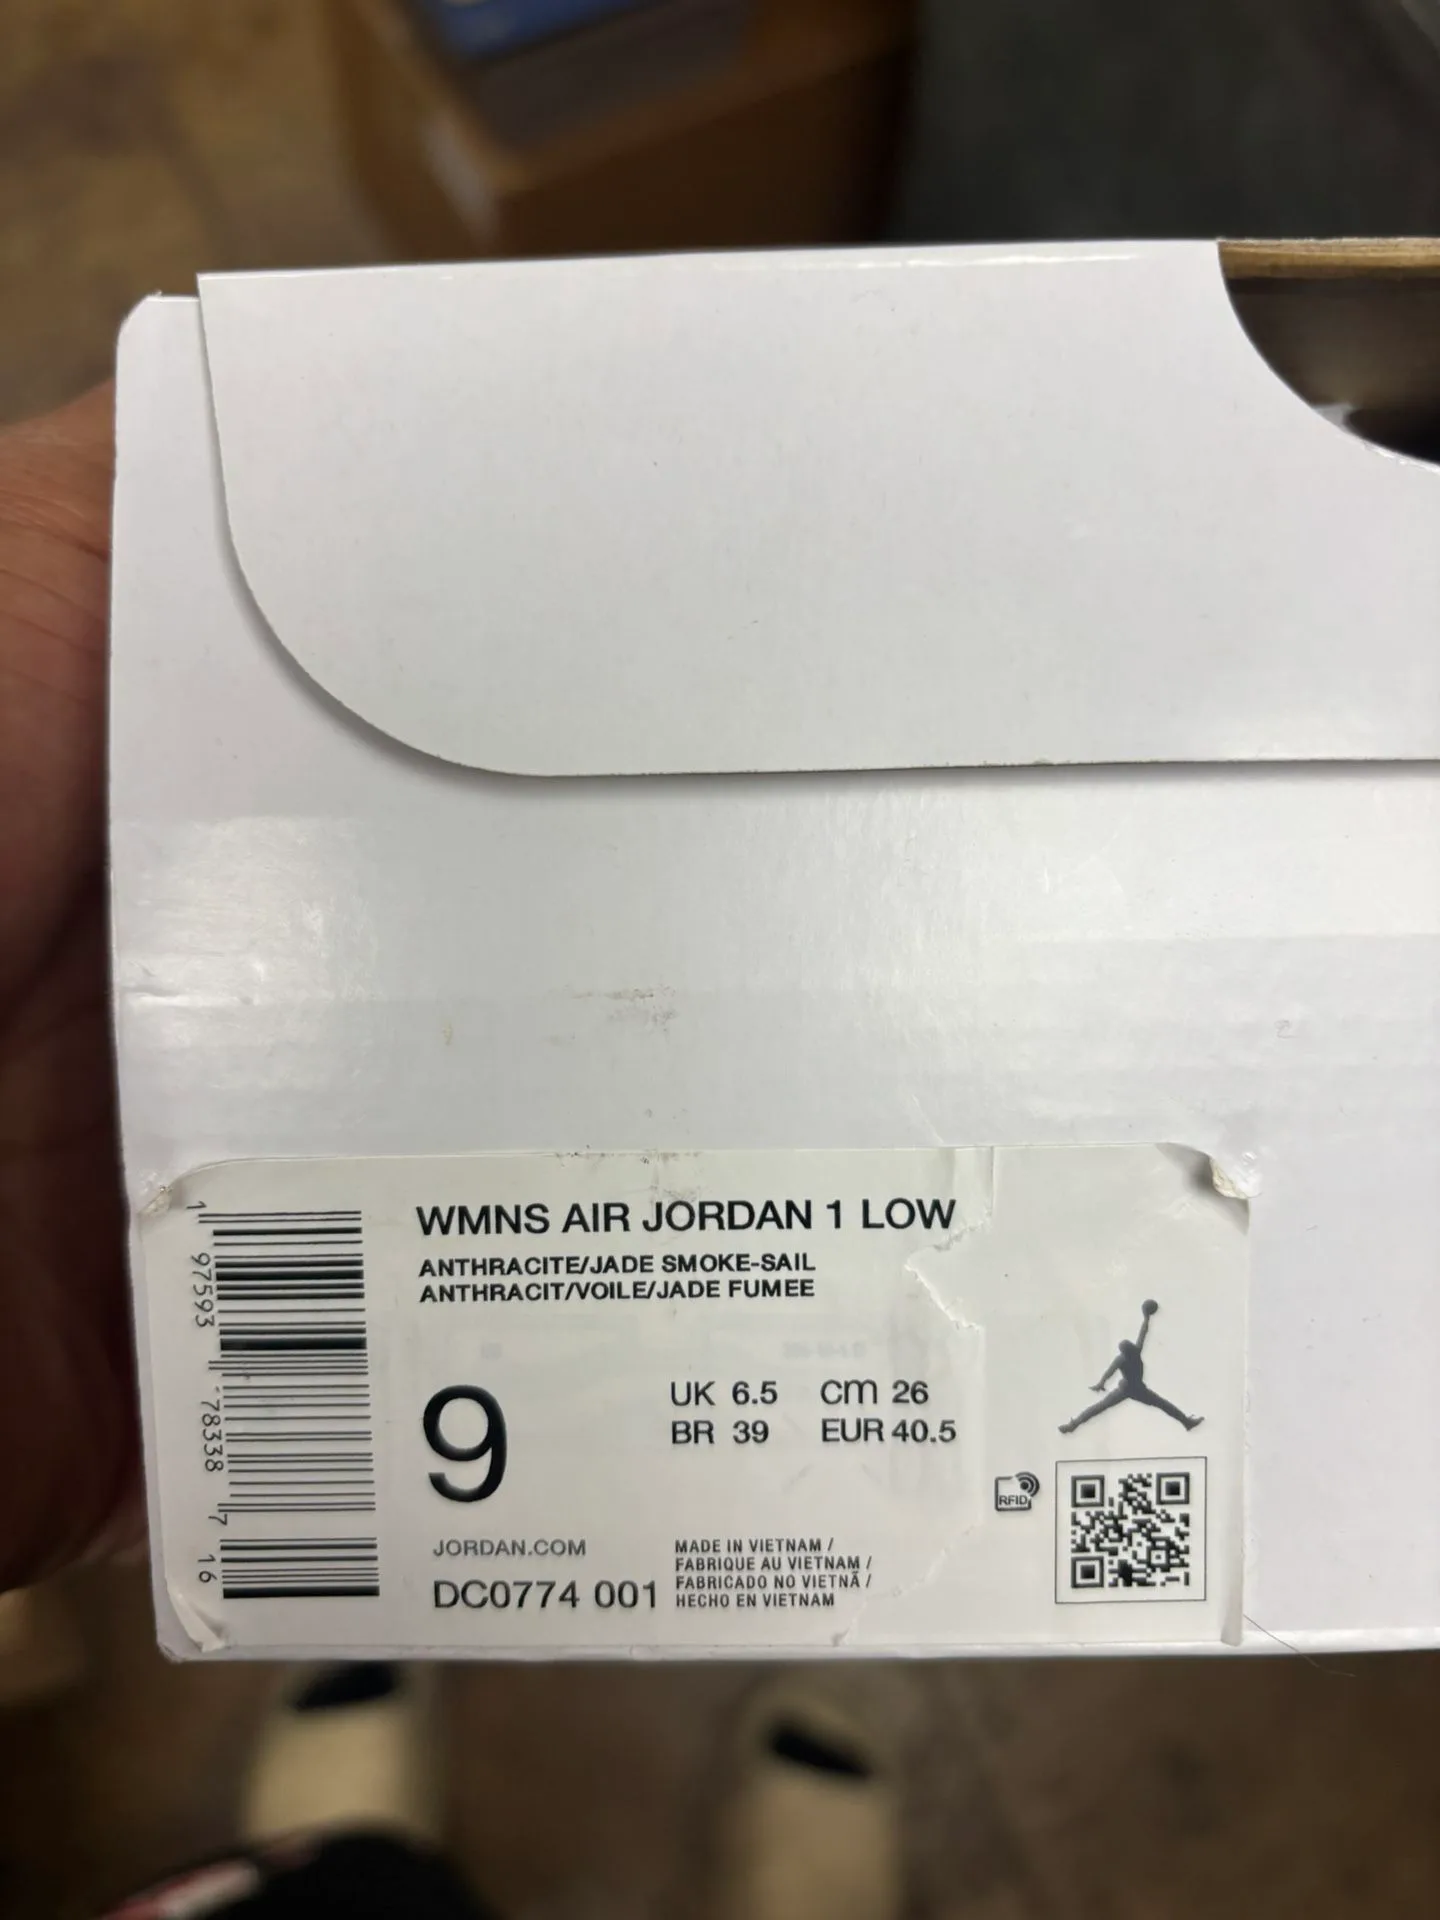 WMNS AIR JORDAN 1 LOW
ANTHRACITE/JADE SMOKE-SAIL
ANTHRACIT/VOILE/JADE FUMEE
9
UK 6.5 cm 26
BR 39 EUR 40.5
RFID
JORDAN.COM
DC0774 001
MADE IN VIETNAM /
FABRIQUE AU VIETNAM /
FABRICADO NO VIETNÃ /
HECHO EN VIETNAM
1 97593 78338 7 16